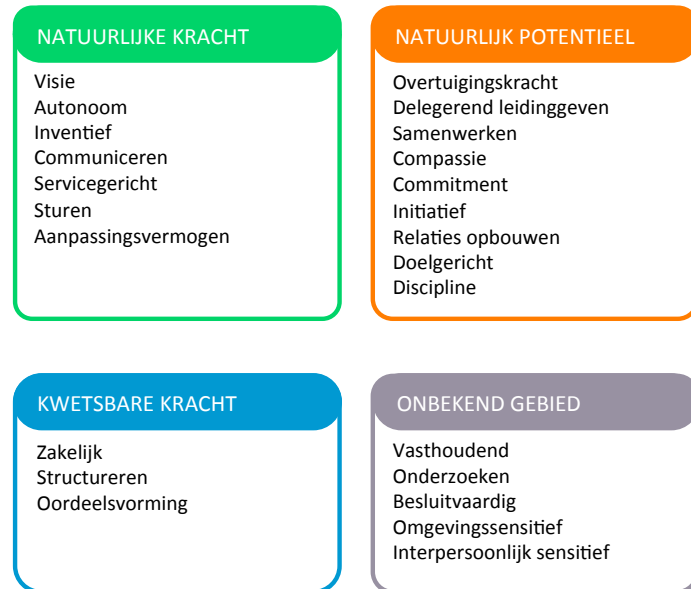 NATUURLIJKE KRACHT
Visie
Autonoom
Inventief
Communiceren
Servicegericht
Sturen
Aanpassingsvermogen
NATUURLIJK POTENTIEEL
Overtuigingskracht
Delegerend leidinggeven
Samenwerken
Compassie
Commitment
Initiatief
Relaties opbouwen
Doelgericht
Discipline
KWETSBARE KRACHT
Zakelijk
Structureren
Oordeelsvorming
ONBEKEND GEBIED
Vasthoudend
Onderzoeken
Besluitvaardig
Omgevingssensitief
Interpersoonlijk sensitief